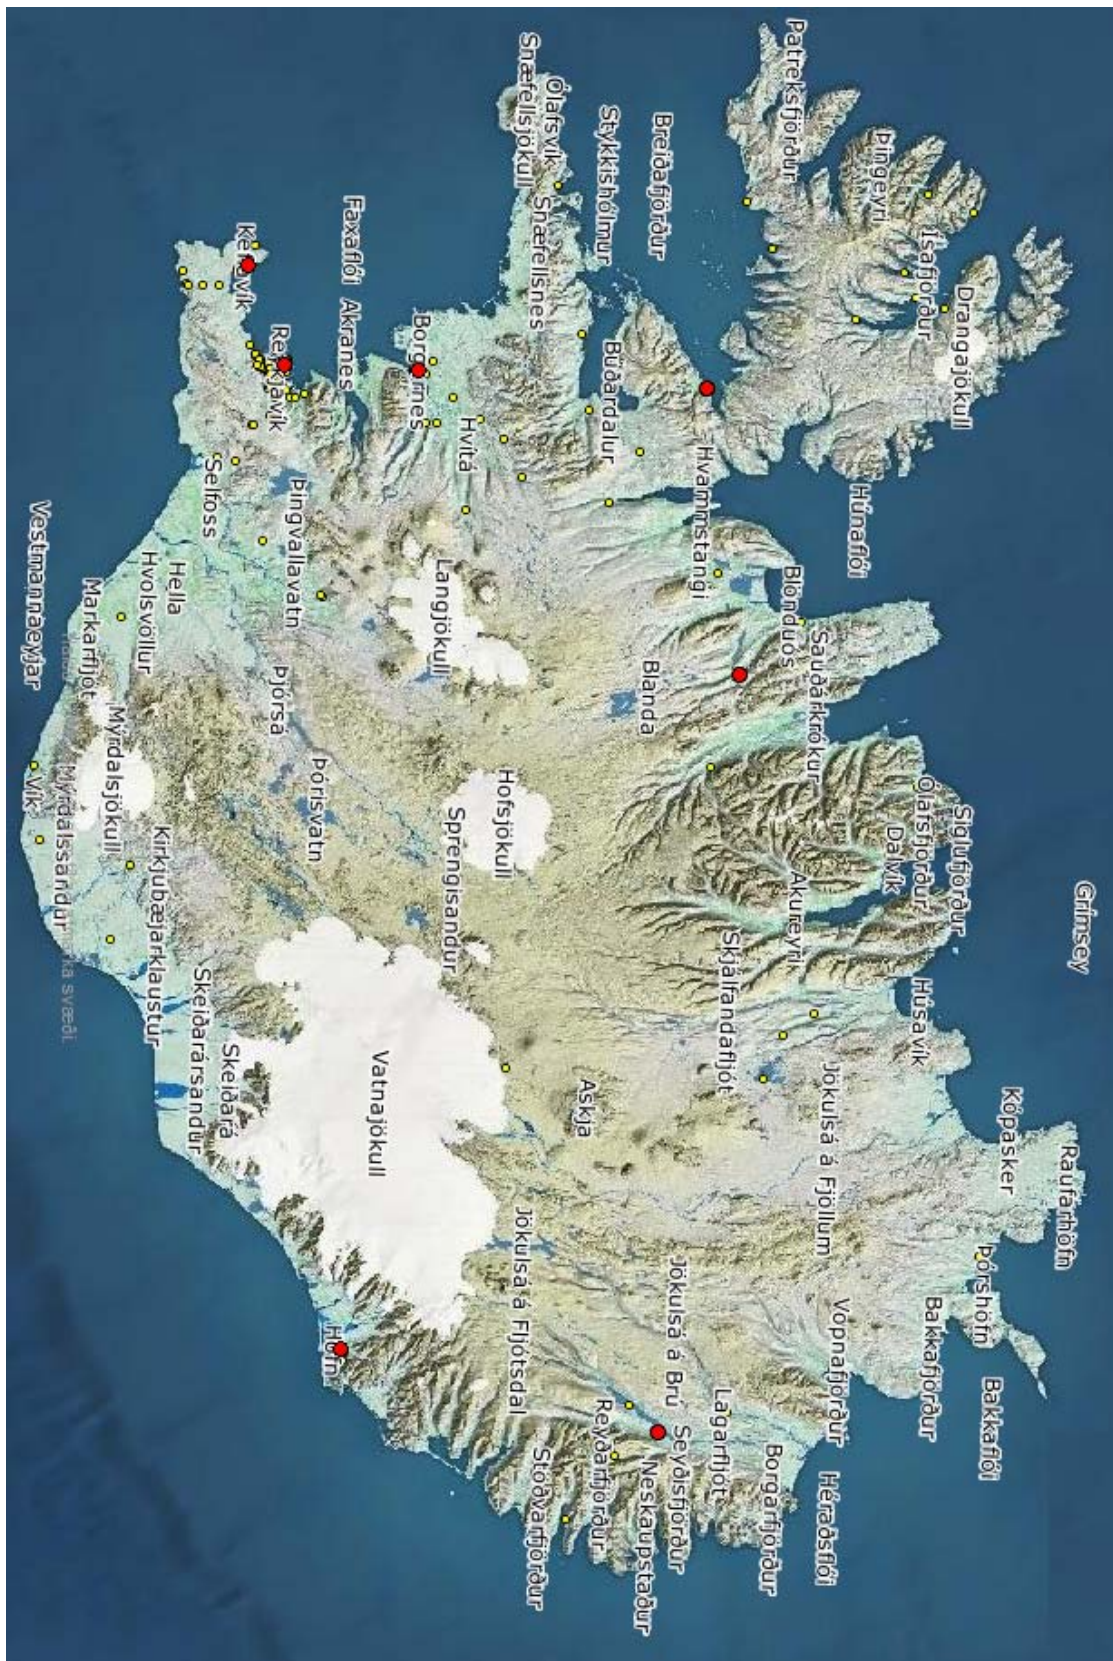 Grímsey
Raufarhöfn
Kópasker
Bakkaflói
Þórshöfn
Drangajökull
Siglufjörður
Bakkafjörður
Ísafjörður
Ólafsfjörður
Húsavík
Dalvík
Þingeyri
Húnaflói
Vopnafjörður
Héraðsflói
Jökulsá á Fjöllum
Sauðárkrókur
Akureyri
Patreksfjörður
Blönduós
Borgarfjörður
Skjálfandafljót
Lagarfljót
Hvammstangi
Seyðisfjörður
Jökulsá á Brú
Breiðafjörður
Blanda
Neskaupstaður
Búðardalur
Stykkishólmur
Reyðarfjörður
Askja
Ólafsvík
Snæfellsnes
Stöðvarfjörður
Snæfellsjökull
Jökulsá á Fljótsdal
Hofsjökull
Hvítá
Sprengisandur
Langjökull
Borgarnes
Vatnajökull
Faxaflói
Akranes
Höfn
Þórisvatn
Þingvallavatn
Reykjavík
Þjórsá
Keflavík
Skeiðará
Selfoss
Skeiðarársandur
Hella
Kirkjubæjarklaustur
Hvolsvöllur
Mýrdalsjökull
Markarfljót
Mýrdalssandur
svæði
Vestmannaeyjar
Vík